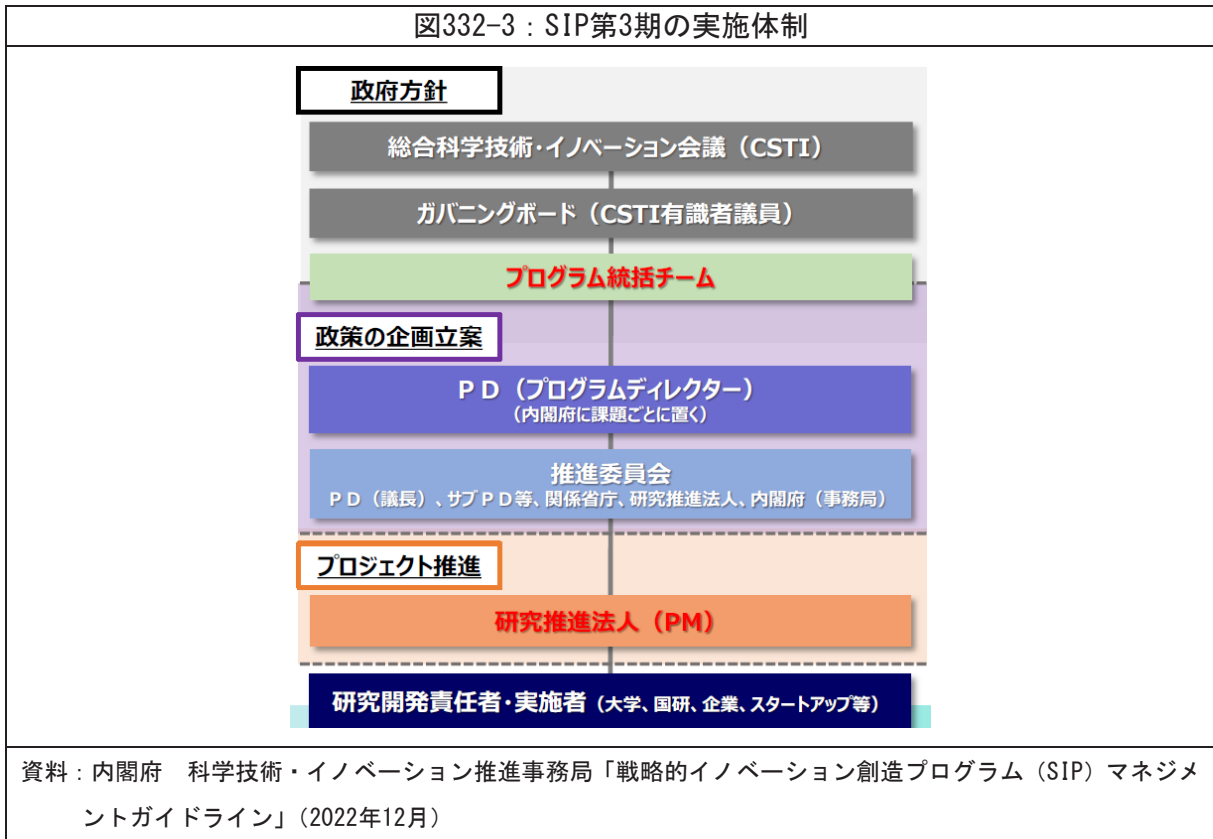 図332-3：SIP第3期の実施体制
政府方針
総合科学技術・イノベーション会議（CSTI）
ガバニングボード（CSTI有識者議員）
プログラム統括チーム
政策の企画立案
ＰＤ（プログラムディレクター）
（内閣府に課題ごとに置く）
推進委員会
ＰＤ（議長）、サブＰＤ等、関係省庁、研究推進法人、内閣府（事務局）
プロジェクト推進
研究推進法人（PM）
研究開発責任者・実施者（大学、国研、企業、スタートアップ等）
資料：内閣府　科学技術・イノベーション推進事務局「戦略的イノベーション創造プログラム（SIP）マネジメ
ントガイドライン」（2022年12月）